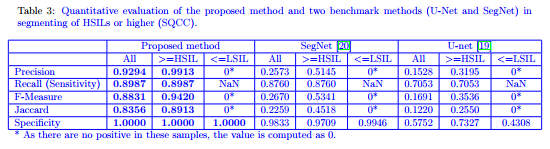 Table 3: Quantitative evaluation of the proposed method and two benchmark methods (U-Net and SegNet) in
segmenting of HSILs or higher (SQCC).
Proposed method SegNet [20] U-net [19]
All >=HSIL <=LSIL All >=HSIL <=LSIL All >=HSIL <=LSIL
Precision 0.9294 0.9913 0* 0.2573 0.5145 0* 0.1528 0.3195 0*
Recall (Sensitivity) 0.8987 0.8987 NaN 0.8760 0.8760 NaN 0.7053 0.7053 NaN
F-Measure 0.8831 0.9420 0* 0.2670 0.5341 0* 0.1691 0.3536 0*
Jaccard 0.8356 0.8913 0* 0.2259 0.4518 0* 0.1220 0.2550 0*
Specificity 1.0000 1.0000 1.0000 0.9833 0.9709 0.9946 0.5752 0.7327 0.4308
* As there are no positive in these samples, the value is computed as 0.